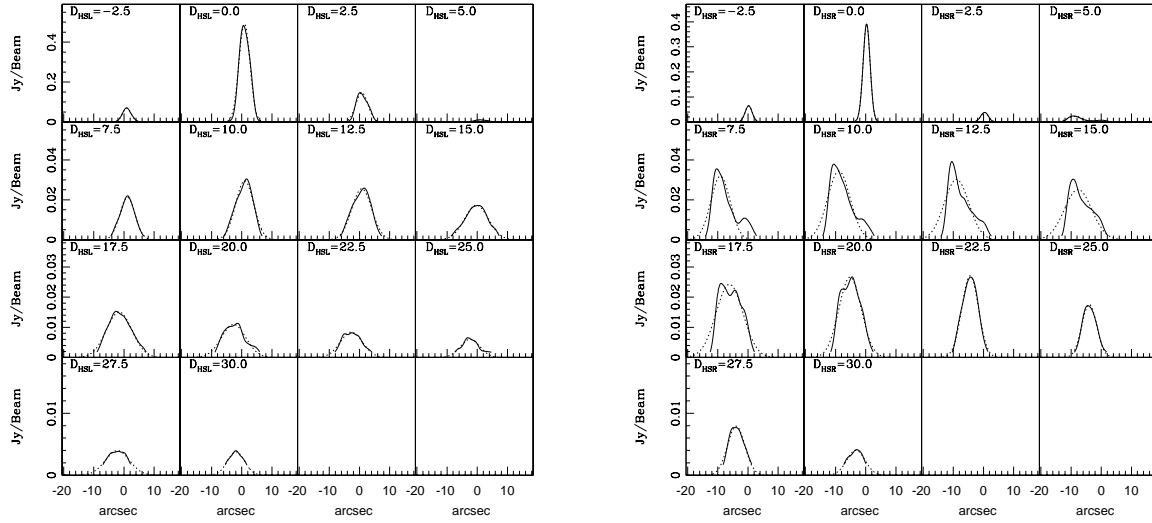 D_HSL=-2.5 D_HSL=0.0 D_HSL=2.5 D_HSL=5.0
Jy/Beam
0.4
0.2
0
D_HSL=7.5 D_HSL=10.0 D_HSL=12.5 D_HSL=15.0
Jy/Beam
0.04
0.02
0
D_HSL=17.5 D_HSL=20.0 D_HSL=22.5 D_HSL=25.0
Jy/Beam
0.03
0.02
0.01
0
D_HSL=27.5 D_HSL=30.0
Jy/Beam
0.01
0
-20 -10 0 10 -20 -10 0 10 -20 -10 0 10 -20 -10 0 10
arcsec arcsec arcsec arcsec
D_HSR=-2.5 D_HSR=0.0 D_HSR=2.5 D_HSR=5.0
Jy/Beam
0.4
0.3
0.2
0.1
0
D_HSR=7.5 D_HSR=10.0 D_HSR=12.5 D_HSR=15.0
Jy/Beam
0.04
0.02
0
D_HSR=17.5 D_HSR=20.0 D_HSR=22.5 D_HSR=25.0
Jy/Beam
0.03
0.02
0.01
0
D_HSR=27.5 D_HSR=30.0
Jy/Beam
0.01
0
-20 -10 0 10 -20 -10 0 10 -20 -10 0 10 -20 -10 0 10
arcsec arcsec arcsec arcsec